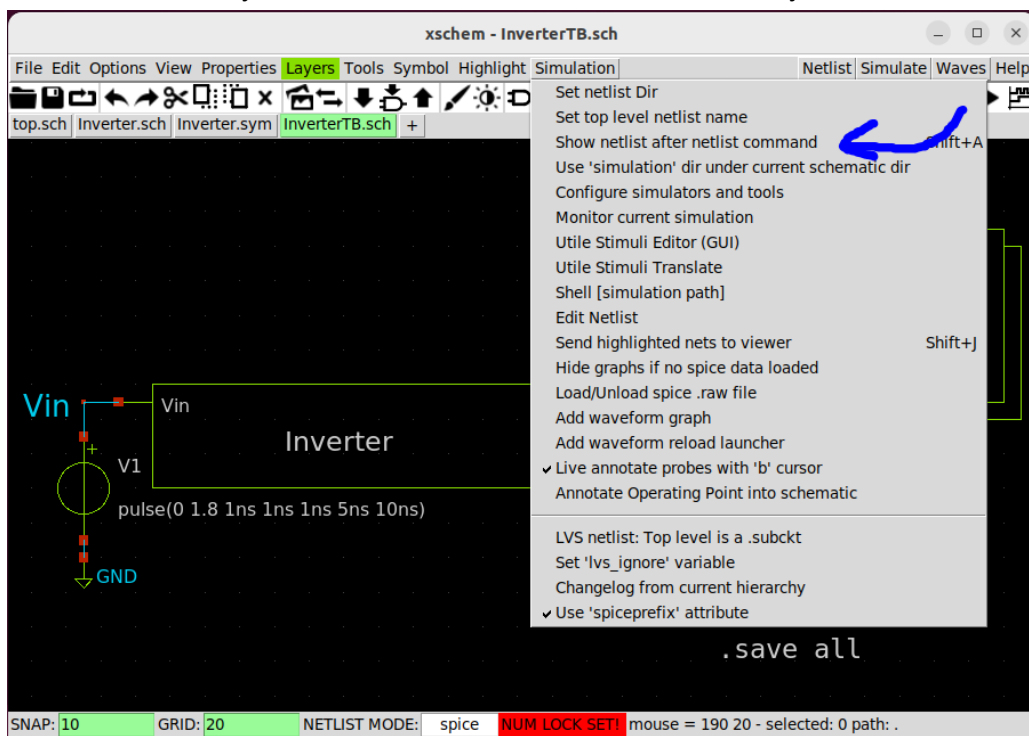 xschem - InverterTB.sch
File Edit Options View Properties Layers Tools Symbol Highlight Simulation Netlist Simulate Waves Help
top.sch Inverter.sch Inverter.sym InverterTB.sch +
Set netlist Dir
Set top level netlist name
Show netlist after netlist command Shift+A
Use 'simulation' dir under current schematic dir
Configure simulators and tools
Monitor current simulation
Utile Stimuli Editor (GUI)
Utile Stimuli Translate
Shell [simulation path]
Edit Netlist
Send highlighted nets to viewer Shift+J
Hide graphs if no spice data loaded
Load/Unload spice .raw file
Add waveform graph
Add waveform reload launcher
Live annotate probes with 'b' cursor
Annotate Operating Point into schematic
LVS netlist: Top level is a .subckt
Set 'lvs_ignore' variable
Changelog from current hierarchy
Use 'spiceprefix' attribute
Vin
Vin
Inverter
+
V1
pulse(0 1.8 1ns 1ns 1ns 5ns 10ns)
GND
.save all
SNAP: 10 GRID: 20 NETLIST MODE: spice NUM LOCK SET! mouse = 190 20 - selected: 0 path: .